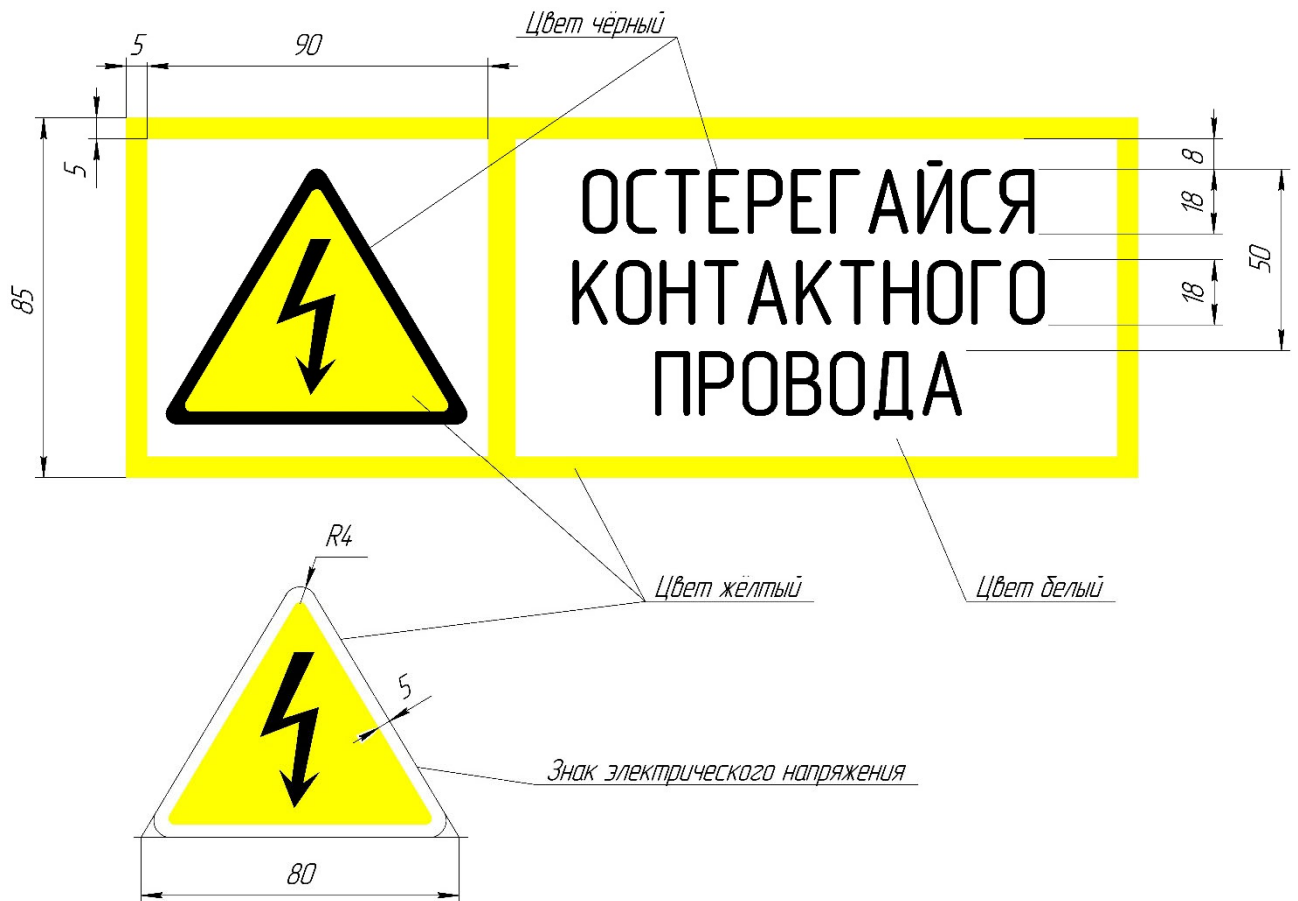 Цвет чёрный
5
90
5
85
ОСТЕРЕГАЙСЯ
КОНТАКТНОГО
ПРОВОДА
8
18
18
50
R4
Цвет жёлтый
Цвет белый
5
Знак электрического напряжения
80